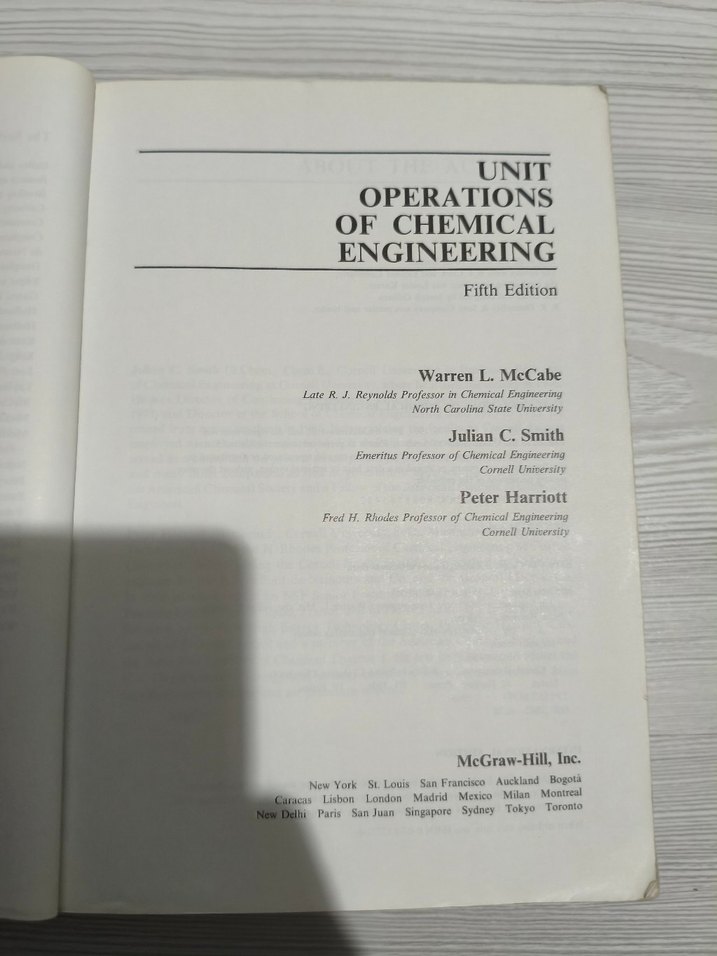 UNIT
OPERATIONS
OF CHEMICAL
ENGINEERING
Fifth Edition
Warren L. McCabe
Late R. J. Reynolds Professor in Chemical Engineering
North Carolina State University
Julian C. Smith
Emeritus Professor of Chemical Engineering
Cornell University
Peter Harriott
Fred H. Rhodes Professor of Chemical Engineering
Cornell University
McGraw-Hill, Inc.
New York St. Louis San Francisco Auckland Bogotá
Caracas Lisbon London Madrid Mexico Milan Montreal
New Delhi Paris San Juan Singapore Sydney Tokyo Toronto